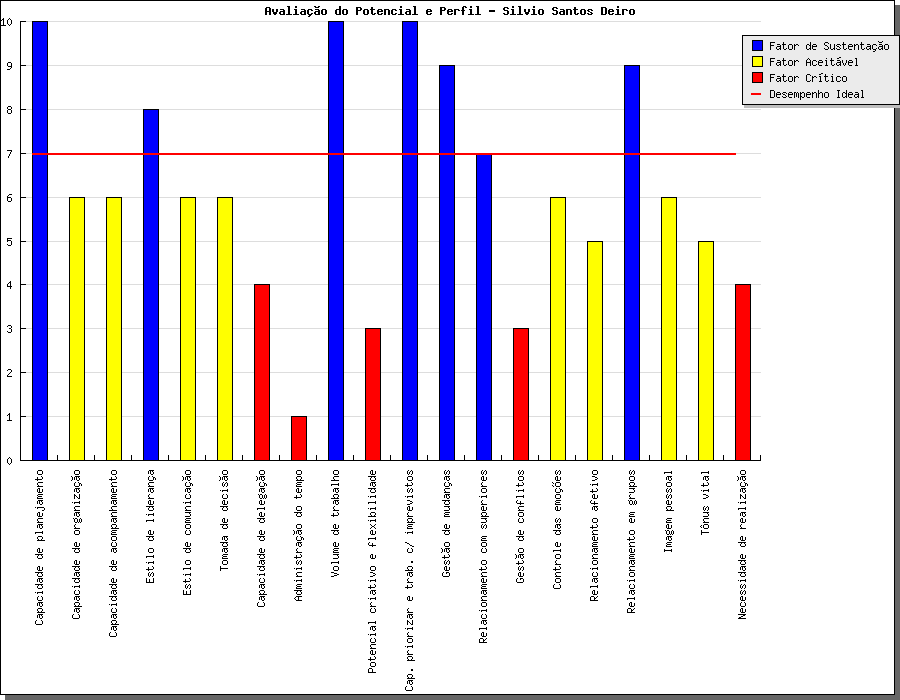 Avaliação do Potencial e Perfil - Silvio Santos Deiro
Fator de Sustentação
Fator Aceitável
Fator Crítico
Desempenho Ideal
10
9
8
7
6
5
4
3
2
1
0
Capacidade de planejamento
Capacidade de organização
Capacidade de acompanhamento
Estilo de liderança
Estilo de comunicação
Tomada de decisão
Capacidade de delegação
Administração do tempo
Volume de trabalho
Potencial criativo e flexibilidade
Cap. priorizar e trab. c/ imprevistos
Gestão de mudanças
Relacionamento com superiores
Gestão de conflitos
Controle das emoções
Relacionamento afetivo
Relacionamento em grupos
Imagem pessoal
Tônus vital
Necessidade de realização